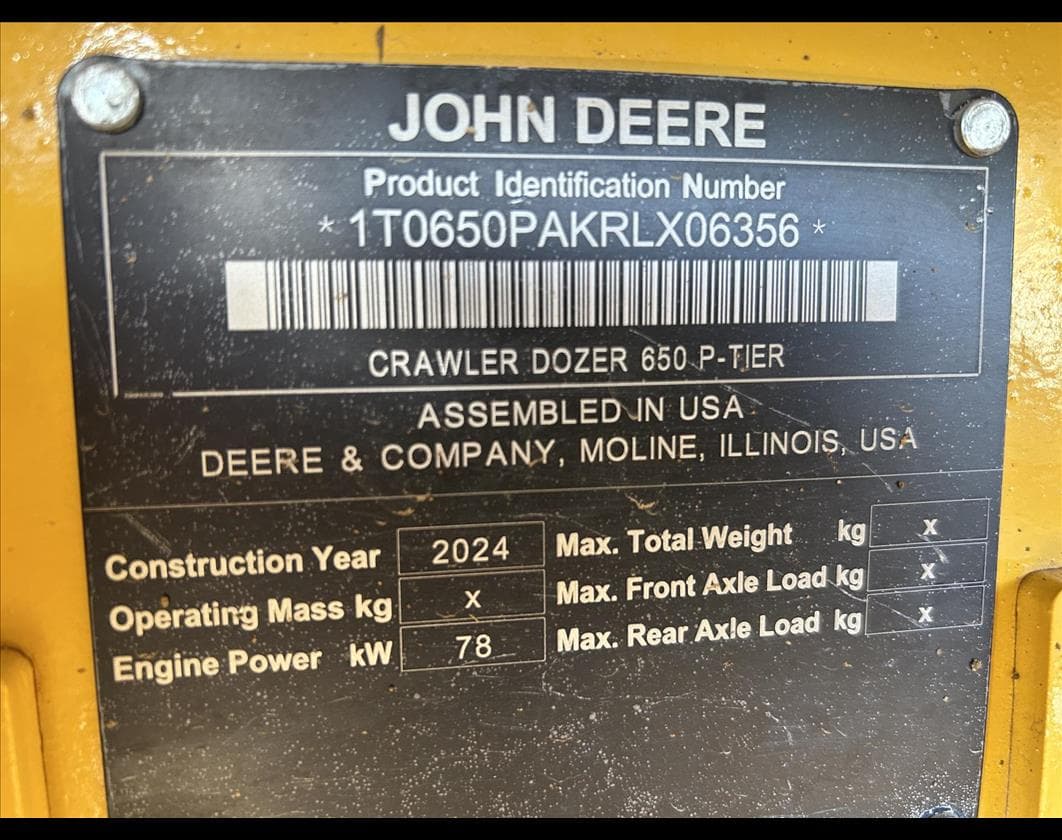 JOHN DEERE
Product Identification Number
* 1T0650PAKRLX06356 *
CRAWLER DOZER 650 P-TIER
ASSEMBLED IN USA
DEERE & COMPANY, MOLINE, ILLINOIS, USA
Construction Year 2024 Max. Total Weight kg x
Operating Mass kg x Max. Front Axle Load kg x
Engine Power kW 78 Max. Rear Axle Load kg x